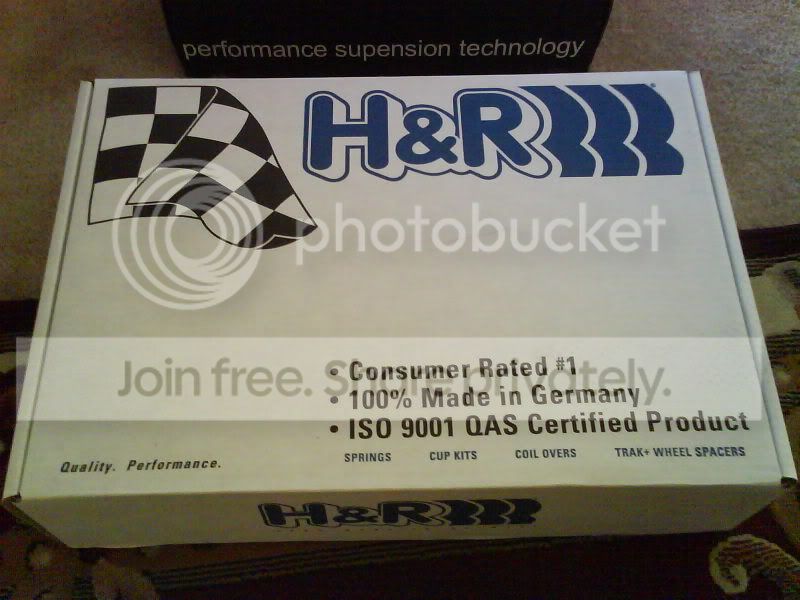 performance supension technology
H&R
photobucket
Join free. Share privately.
• Consumer Rated #1
• 100% Made in Germany
• ISO 9001 QAS Certified Product
SPRINGS CUP KITS COIL OVERS TRAK+ WHEEL SPACERS
Quality. Performance.
H&R